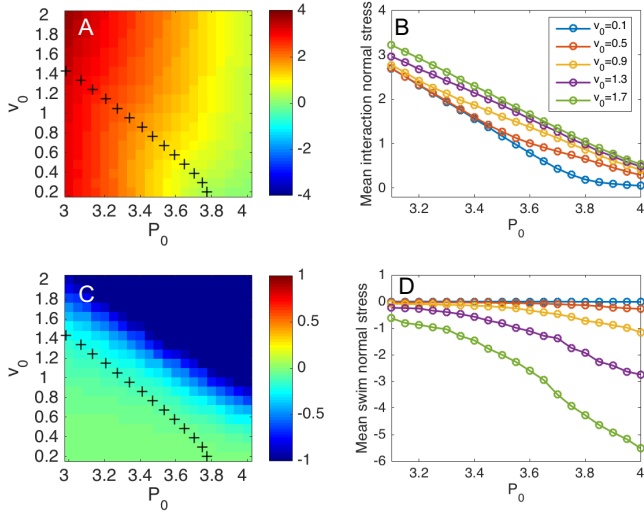 A
2
1.8
1.6
1.4
1.2
1
0.8
0.6
0.4
0.2
v0
3 3.2 3.4 3.6 3.8 4
P0
4
2
0
-2
-4
B
4
3
2
1
0
Mean interaction normal stress
3.2 3.4 3.6 3.8 4
P0
v0=0.1
v0=0.5
v0=0.9
v0=1.3
v0=1.7
C
2
1.8
1.6
1.4
1.2
1
0.8
0.6
0.4
0.2
v0
3 3.2 3.4 3.6 3.8 4
P0
1
0.5
0
-0.5
-1
D
1
0
-1
-2
-3
-4
-5
-6
Mean swim normal stress
3.2 3.4 3.6 3.8 4
P0